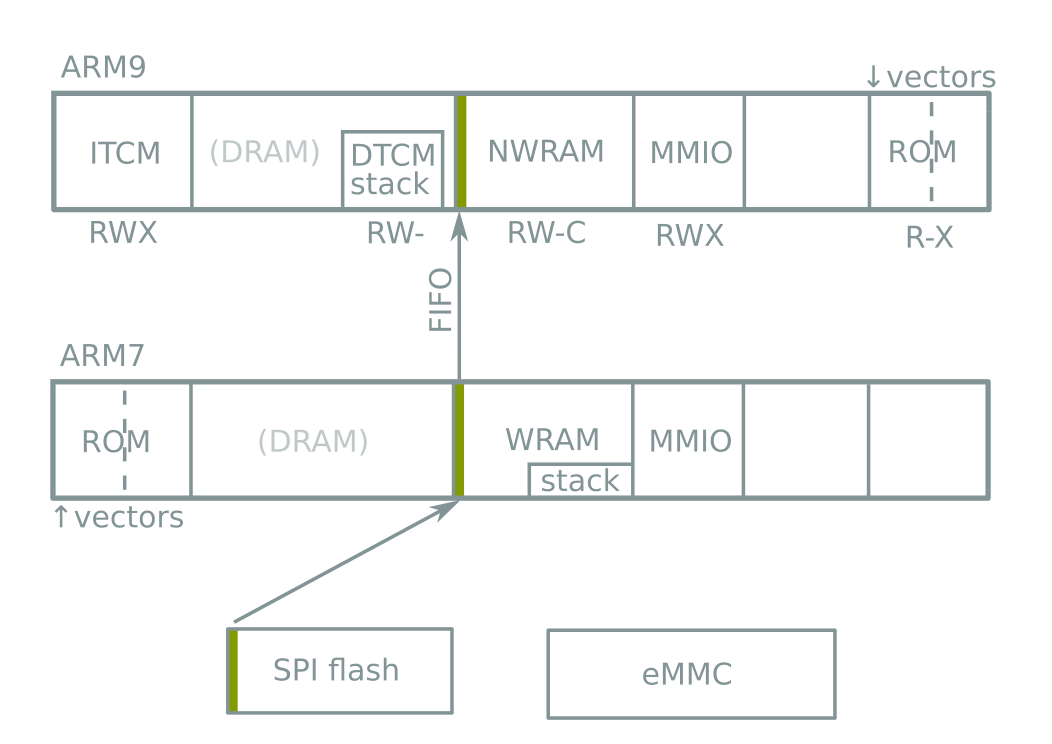 ARM9
↓vectors
ITCM
(DRAM)
DTCM
stack
NWRAM
MMIO
ROM
RWX
RW-
RW-C
RWX
R-X
FIFO
ARM7
ROM
(DRAM)
WRAM
stack
MMIO
↑vectors
SPI flash
eMMC